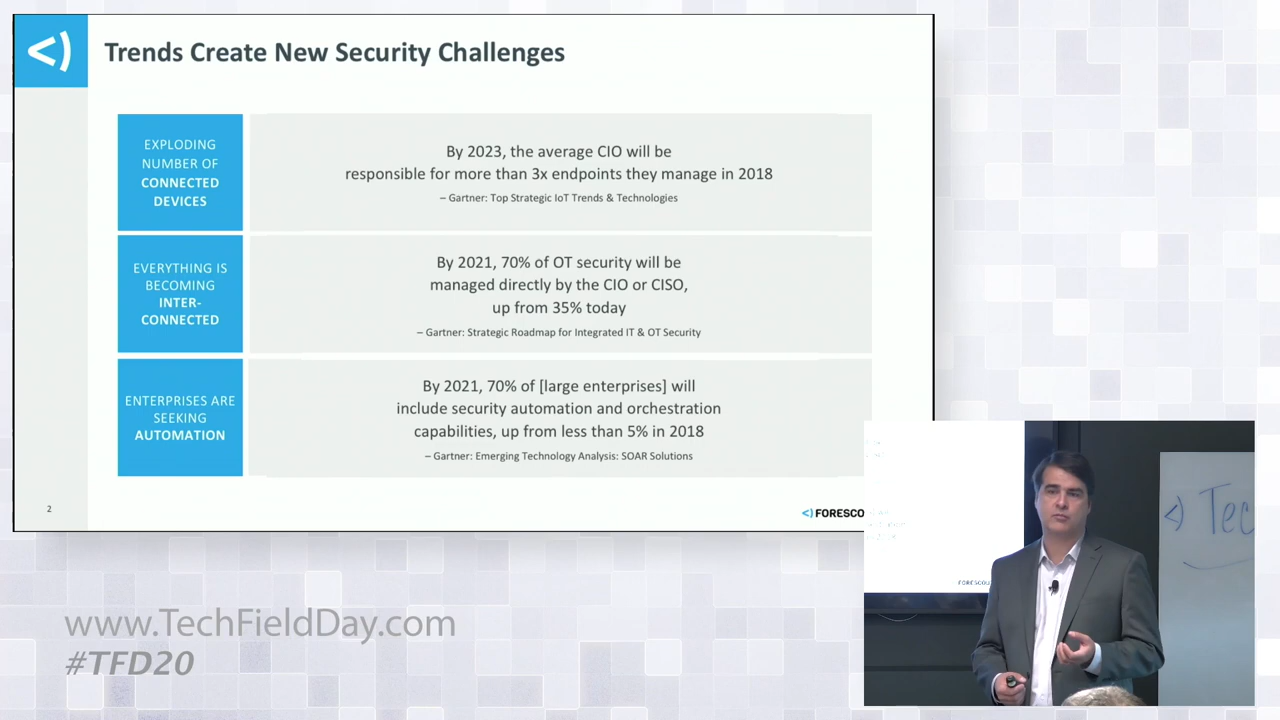 Trends Create New Security Challenges
EXPLODING
NUMBER OF
CONNECTED
DEVICES
By 2023, the average CIO will be
responsible for more than 3x endpoints they manage in 2018
– Gartner: Top Strategic IoT Trends & Technologies
EVERYTHING IS
BECOMING
INTER-
CONNECTED
By 2021, 70% of OT security will be
managed directly by the CIO or CISO,
up from 35% today
– Gartner: Strategic Roadmap for Integrated IT & OT Security
ENTERPRISES ARE
SEEKING
AUTOMATION
By 2021, 70% of [large enterprises] will
include security automation and orchestration
capabilities, up from less than 5% in 2018
– Gartner: Emerging Technology Analysis: SOAR Solutions
2
<) FORESCO
FORESCOU
<) Tec
www.TechFieldDay.com
#TFD20